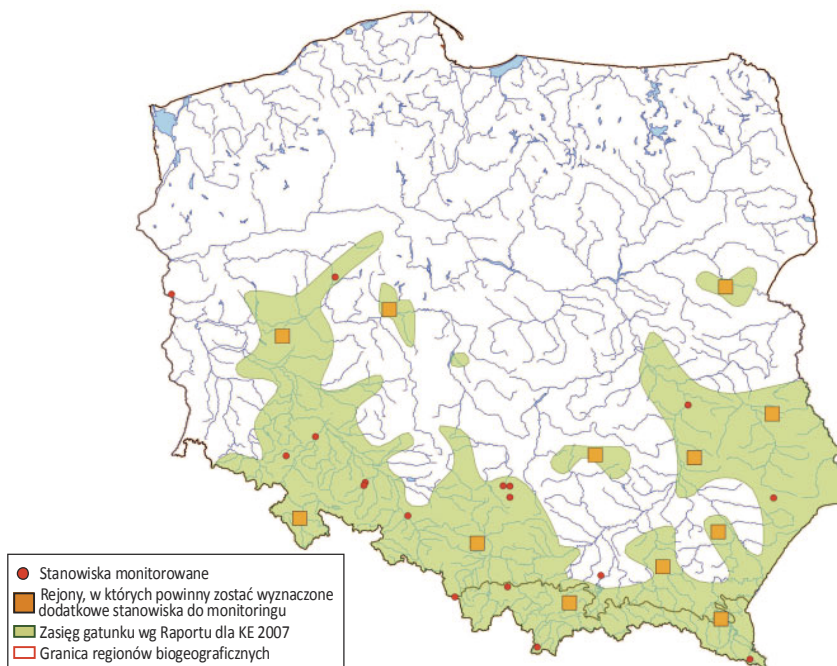 Stanowiska monitorowane
Rejony, w których powinny zostać wyznaczone
dodatkowe stanowiska do monitoringu
Zasięg gatunku wg Raportu dla KE 2007
Granica regionów biogeograficznych